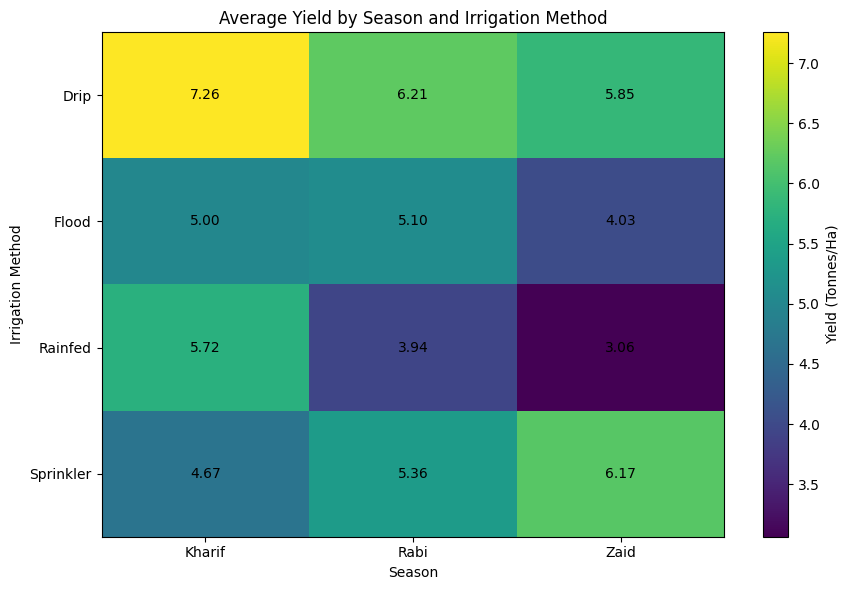 Average Yield by Season and Irrigation Method
Irrigation Method
Drip
7.26
6.21
5.85
Flood
5.00
5.10
4.03
Rainfed
5.72
3.94
3.06
Sprinkler
4.67
5.36
6.17
Kharif
Rabi
Zaid
Season
7.0
6.5
6.0
5.5
5.0
4.5
4.0
3.5
Yield (Tonnes/Ha)